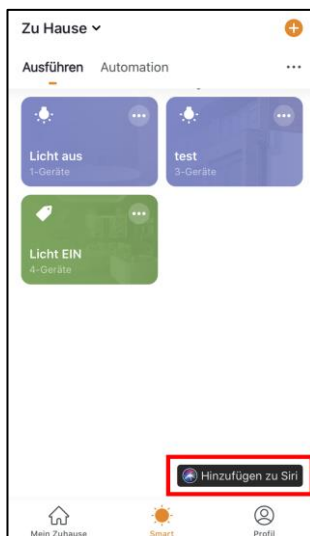 Zu Hause
Ausführen Automation
Licht aus
1-Geräte
test
3-Geräte
Licht EIN
4-Geräte
Hinzufügen zu Siri
Mein Zuhause Smart Profil